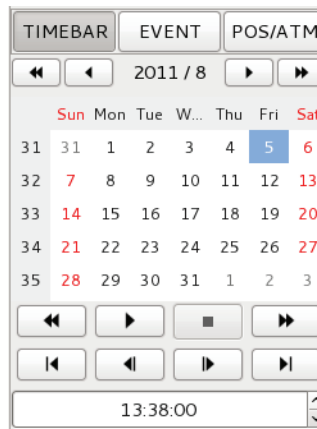 TIMEBAR EVENT POS/ATM
2011 / 8
Sun Mon Tue W... Thu Fri Sat
31 31 1 2 3 4 5 6
32 7 8 9 10 11 12 13
33 14 15 16 17 18 19 20
34 21 22 23 24 25 26 27
35 28 29 30 31 1 2 3
13:38:00